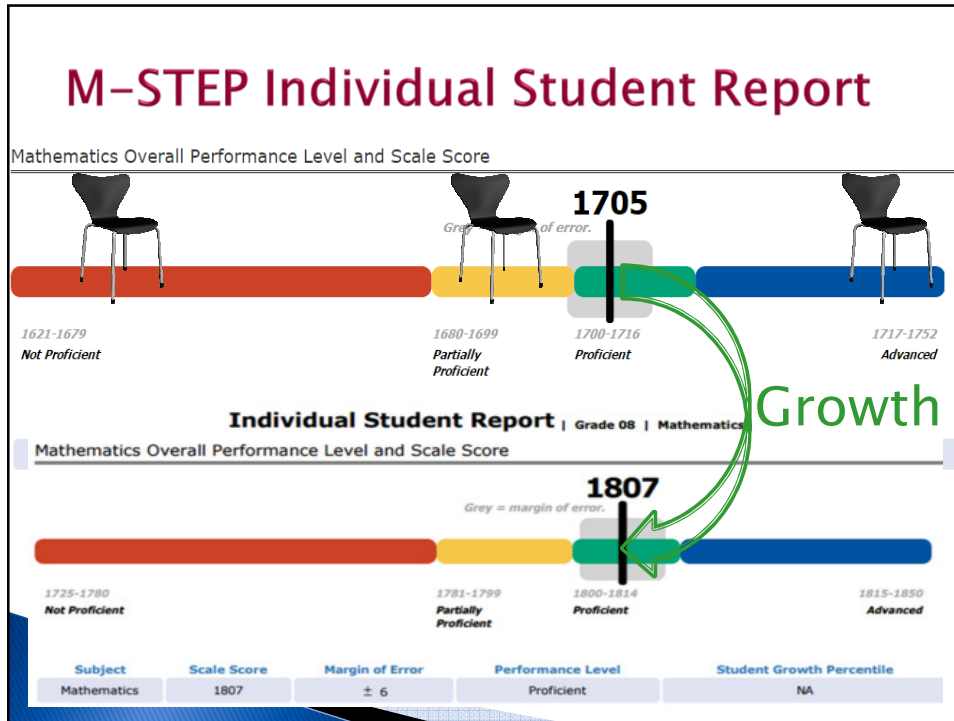 M-STEP Individual Student Report
Mathematics Overall Performance Level and Scale Score
1705
Grey of error.
1621-1679
Not Proficient
1680-1699
Partially
Proficient
1700-1716
Proficient
1717-1752
Advanced
Growth
Individual Student Report | Grade 08 | Mathematics
Mathematics Overall Performance Level and Scale Score
1807
Grey = margin of error.
1725-1780
Not Proficient
1781-1799
Partially
Proficient
1800-1814
Proficient
1815-1850
Advanced
Subject Scale Score Margin of Error Performance Level Student Growth Percentile
Mathematics 1807 ± 6 Proficient NA